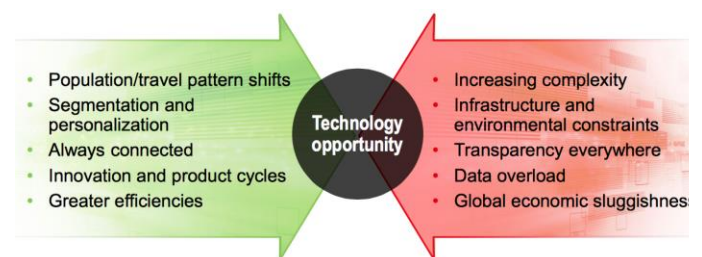 • Population/travel pattern shifts
• Segmentation and
personalization
• Always connected
• Innovation and product cycles
• Greater efficiencies
Technology
opportunity
• Increasing complexity
• Infrastructure and
environmental constraints
• Transparency everywhere
• Data overload
• Global economic sluggishness